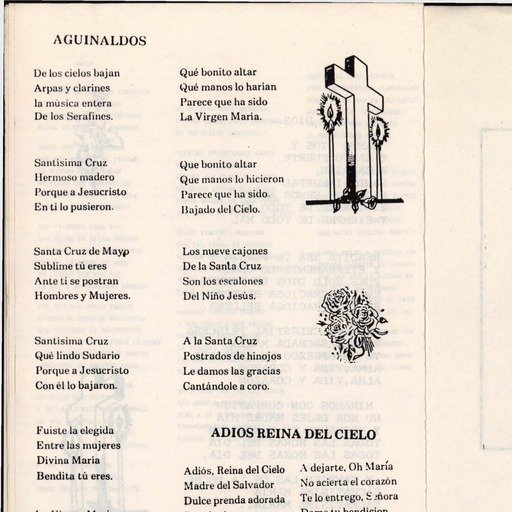 AGUINALDOS
De los cielos bajan
Arpas y clarines
la música entera
De los Serafines.
Santísima Cruz
Hermoso madero
Porque a Jesucristo
En ti lo pusieron.
Santa Cruz de Mayo
Sublime tú eres
Ante ti se postran
Hombres y Mujeres.
Santisima Cruz
Qué lindo Sudario
Porque a Jesucristo
Con él lo bajaron.
Fuiste la elegida
Entre las mujeres
Divina Maria
Bendita tú eres.
Qué bonito altar
Qué manos lo harían
Parece que ha sido
La Virgen María.
Que bonito altar
Que manos lo hicieron
Parece que ha sido
Bajado del Cielo.
Los nueve cajones
De la Santa Cruz
Son los escalones
Del Niño Jesús.
A la Santa Cruz
Postrados de hinojos
Le damos las gracias
Cantándole a coro.
ADIOS REINA DEL CIELO
Adiós, Reina del Cielo
Madre del Salvador
Dulce prenda adorada
A dejarte, Oh María
No acierta el corazón
Te lo entrego, Señora